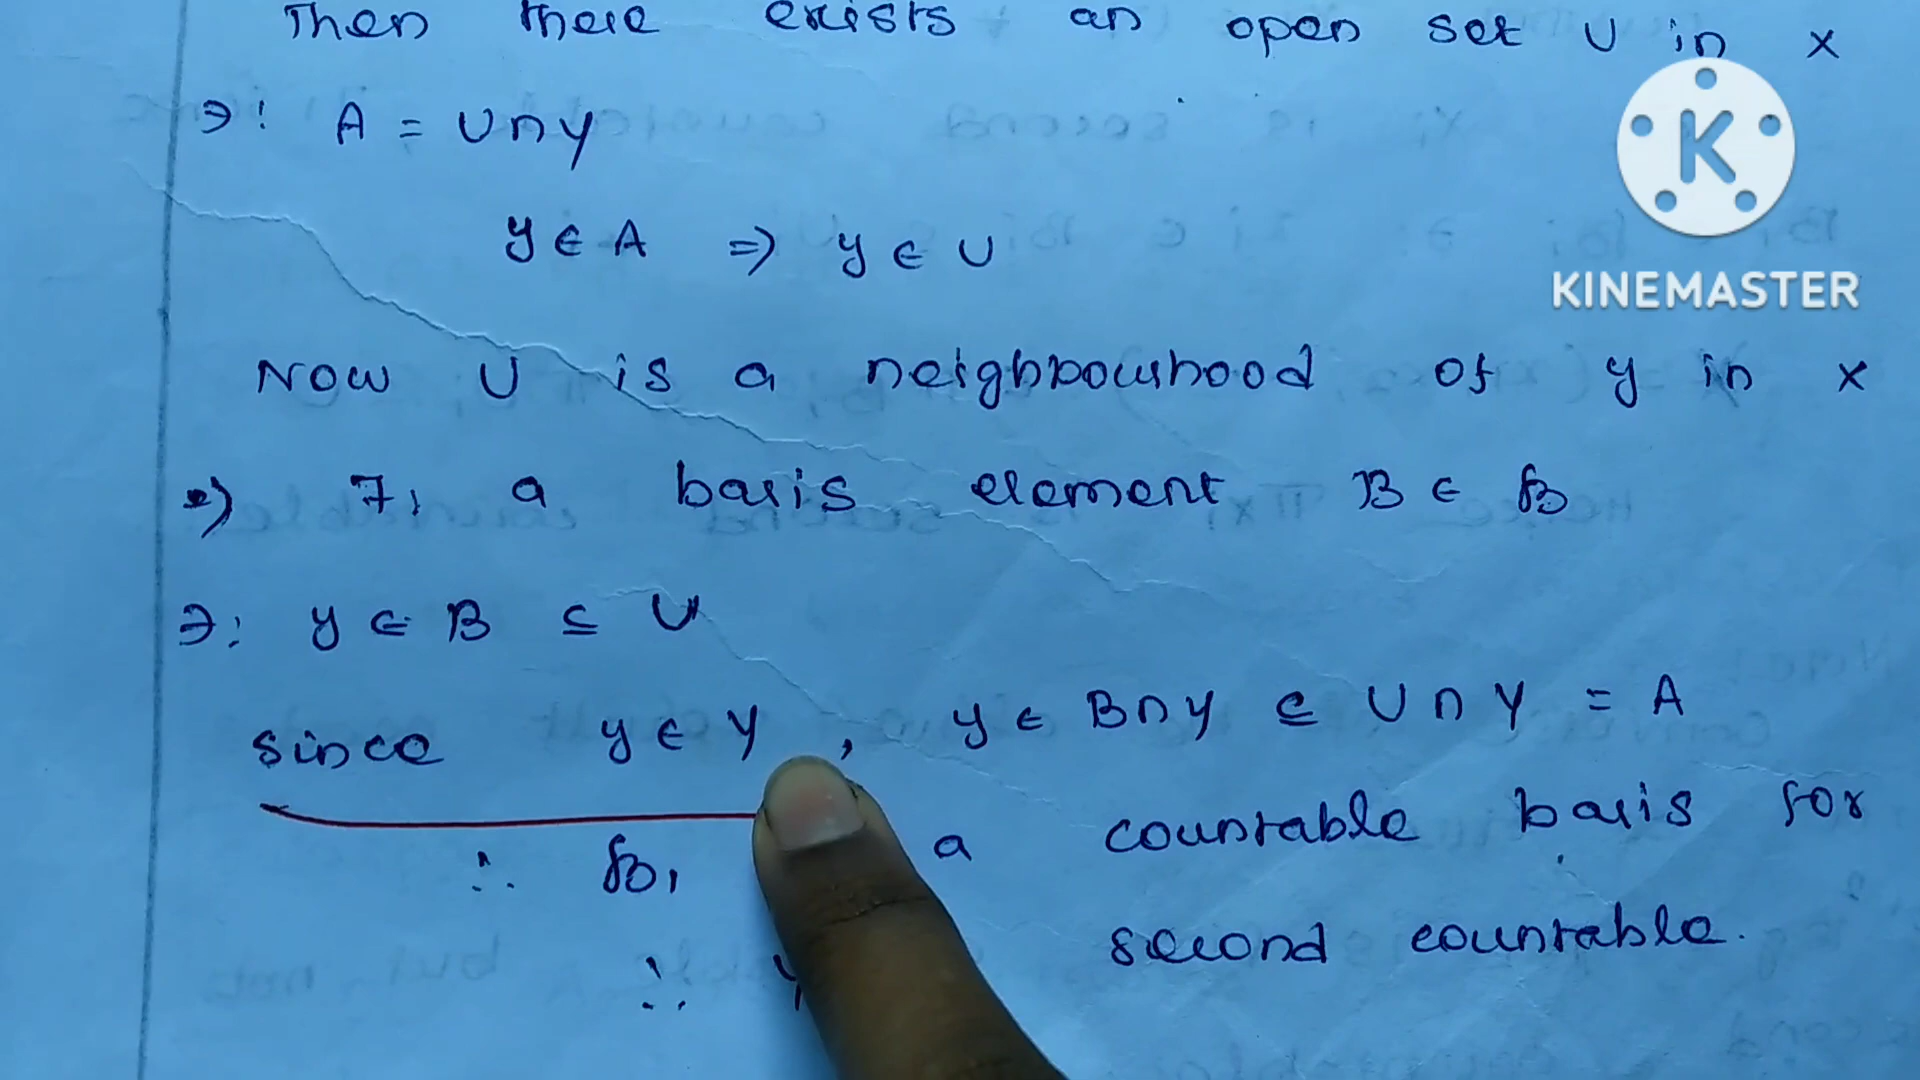 Then there exists an open set U in X
∋: A = U∩Y
y ∈ A ⇒ y ∈ U
KINEMASTER
Now U is a neighbourhood of y in X
⇒ ∃, a basis element B ∈ ℬ
∋: y ∈ B ⊆ U
since y ∈ Y, y ∈ B∩Y ⊆ U∩Y = A
∴ ℬ₁ a countable basis for
∴ Y second countable.